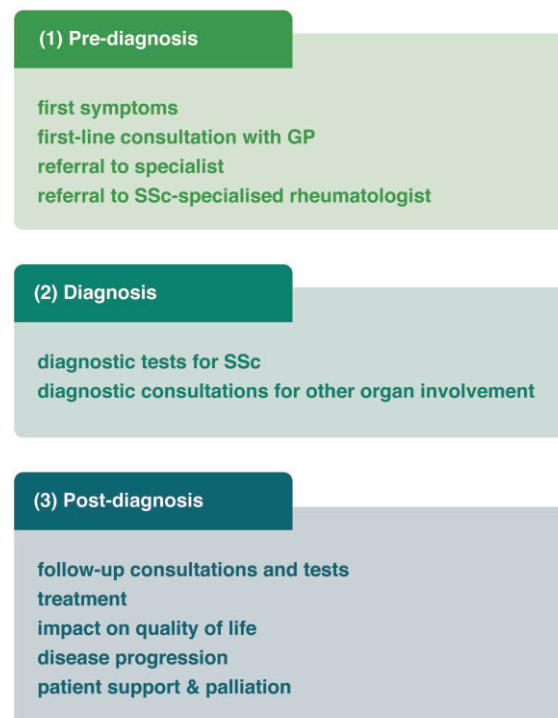 (1) Pre-diagnosis
first symptoms
first-line consultation with GP
referral to specialist
referral to SSc-specialised rheumatologist
(2) Diagnosis
diagnostic tests for SSc
diagnostic consultations for other organ involvement
(3) Post-diagnosis
follow-up consultations and tests
treatment
impact on quality of life
disease progression
patient support & palliation